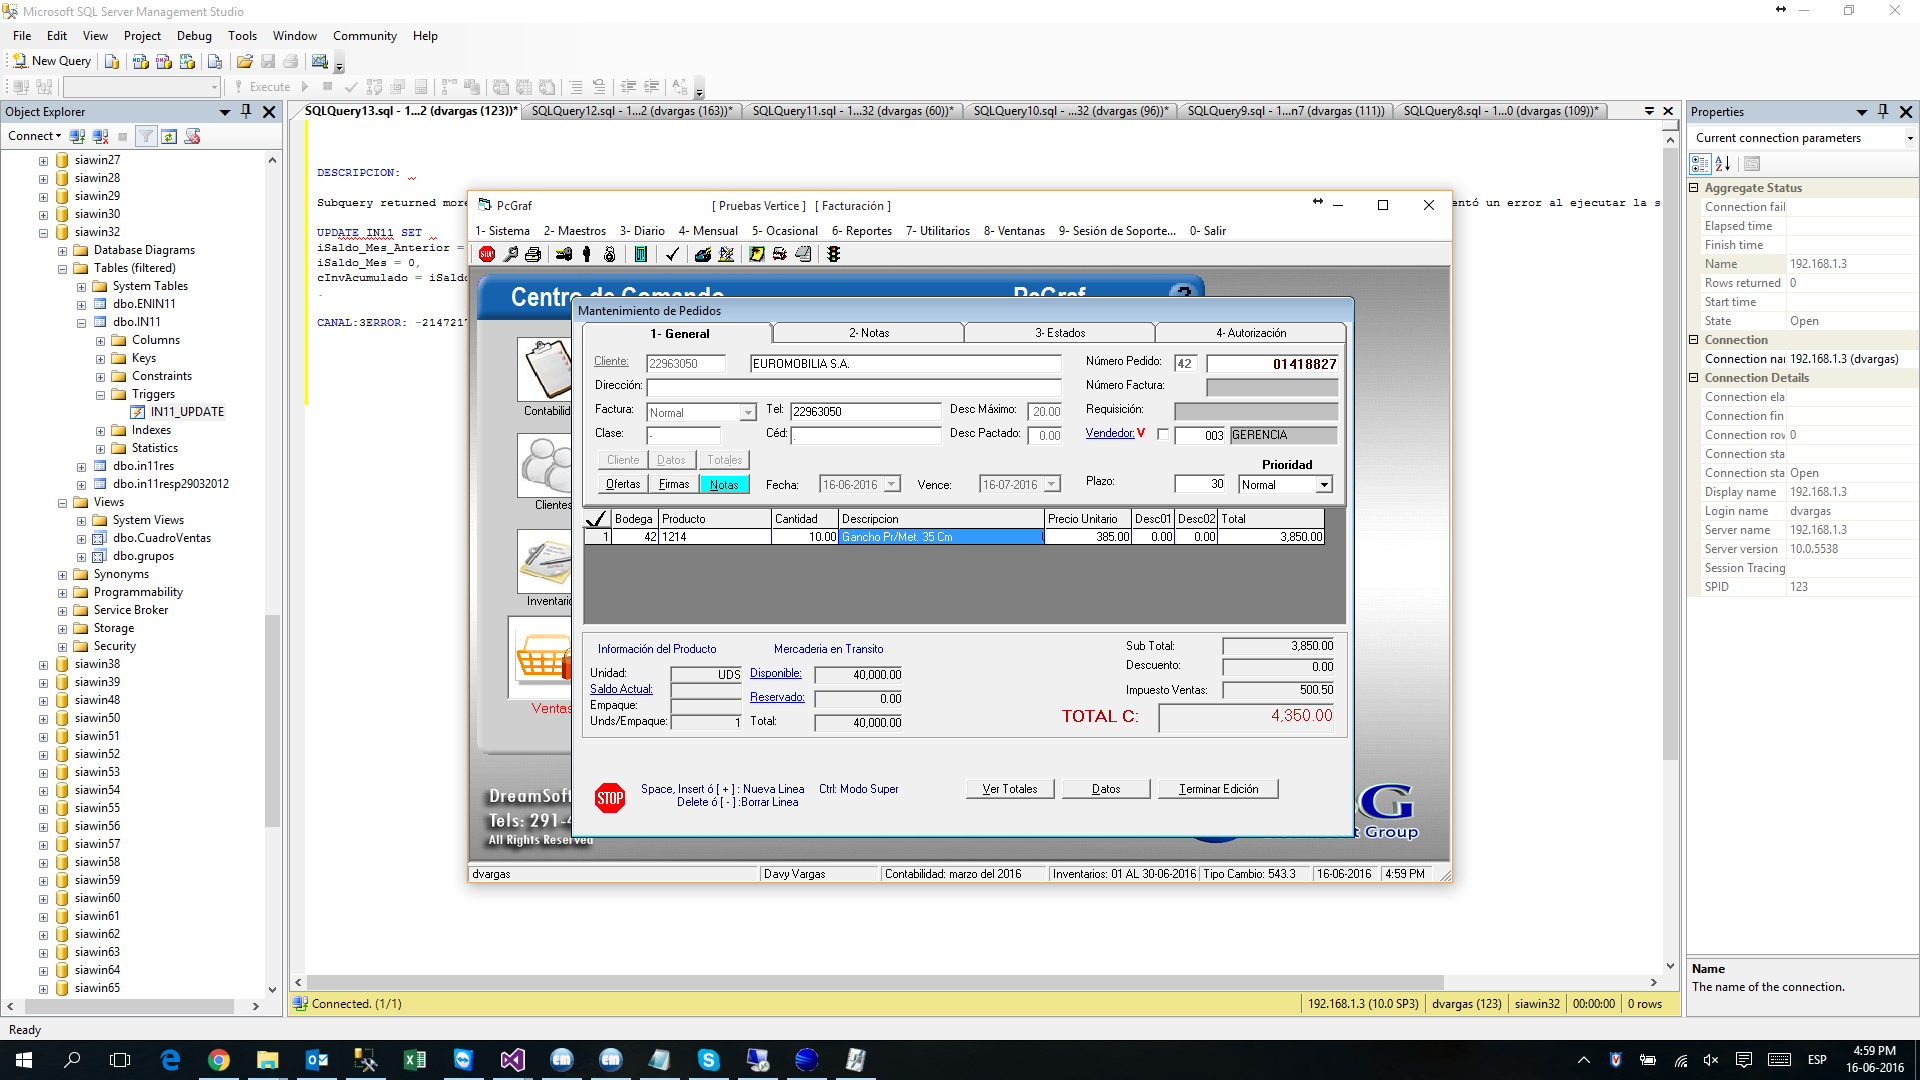 Microsoft SQL Server Management Studio
File Edit View Project Debug Tools Window Community Help
New Query
Execute
Object Explorer
Connect
siawin27
siawin28
siawin29
siawin30
siawin32
Database Diagrams
Tables (filtered)
System Tables
dbo.ENIN11
dbo.IN11
Columns
Keys
Constraints
Triggers
IN11_UPDATE
Indexes
Statistics
dbo.in11res
dbo.in11resp29032012
Views
System Views
dbo.CuadroVentas
dbo.grupos
Synonyms
Programmability
Service Broker
Storage
Security
siawin38
siawin39
siawin48
siawin50
siawin51
siawin52
siawin53
siawin54
siawin55
siawin56
siawin57
siawin58
siawin59
siawin60
siawin61
siawin62
siawin63
siawin64
siawin65
SQLQuery13.sql - 1...2 (dvargas (123))* SQLQuery12.sql - 1...2 (dvargas (163))* SQLQuery11.sql - 1...32 (dvargas (60))* SQLQuery10.sql - ...32 (dvargas (96))* SQLQuery9.sql - 1...n7 (dvargas (111)) SQLQuery8.sql - 1...0 (dvargas (109))*
DESCRIPCION:
Subquery returned more
entó un error al ejecutar la s
UPDATE IN11 SET
iSaldo_Mes_Anterior =
iSaldo_Mes = 0,
cInvAcumulado = iSaldo
.
CANAL:3ERROR: -2147217
PcGraf [ Pruebas Vertice ] [ Facturación ]
1- Sistema 2- Maestros 3- Diario 4- Mensual 5- Ocasional 6- Reportes 7- Utilitarios 8- Ventanas 9- Sesión de Soporte... 0- Salir
Centro de Comando PcGraf ?
Contabilid
Clientes
Inventario
Ventas
DreamSoft
Tels: 291-4
All Rights Reserved
G
t Group
Mantenimiento de Pedidos
1- General 2- Notas 3- Estados 4- Autorización
Cliente: 22963050 EUROMOBILIA S.A. Número Pedido: 42 01418827
Dirección: Número Factura:
Factura: Normal Tel: 22963050 Desc Máximo: 20.00 Requisición:
Clase: . Céd: . Desc Pactado: 0.00 Vendedor: V 003 GERENCIA
Cliente Datos Totales Prioridad
Ofertas Firmas Notas Fecha: 16-06-2016 Vence: 16-07-2016 Plazo: 30 Normal
Bodega Producto Cantidad Descripcion Precio Unitario Desc01 Desc02 Total
1 42 1214 10.00 Gancho Pr/Met. 35 Cm 385.00 0.00 0.00 3,850.00
Información del Producto Mercaderia en Transito
Unidad: UDS Disponible: 40,000.00
Saldo Actual: Reservado: 0.00
Empaque:
Unds/Empaque: 1 Total: 40,000.00
Sub Total: 3,850.00
Descuento: 0.00
Impuesto Ventas: 500.50
TOTAL C: 4,350.00
STOP
Space, Insert ó [ + ] : Nueva Linea Ctrl: Modo Super
Delete ó [ - ] :Borrar Linea
Ver Totales Datos Terminar Edición
dvargas Davy Vargas Contabilidad: marzo del 2016 Inventarios: 01 AL 30-06-2016 Tipo Cambio: 543.3 16-06-2016 4:59 PM
Connected. (1/1) 192.168.1.3 (10.0 SP3) dvargas (123) siawin32 00:00:00 0 rows
Properties
Current connection parameters
Aggregate Status
Connection fail
Elapsed time
Finish time
Name 192.168.1.3
Rows returned 0
Start time
State Open
Connection
Connection nar 192.168.1.3 (dvargas)
Connection Details
Connection ela
Connection fin
Connection rov 0
Connection sta
Connection sta Open
Display name 192.168.1.3
Login name dvargas
Server name 192.168.1.3
Server version 10.0.5538
Session Tracing
SPID 123
Name
The name of the connection.
Ready
ESP
4:59 PM
16-06-2016